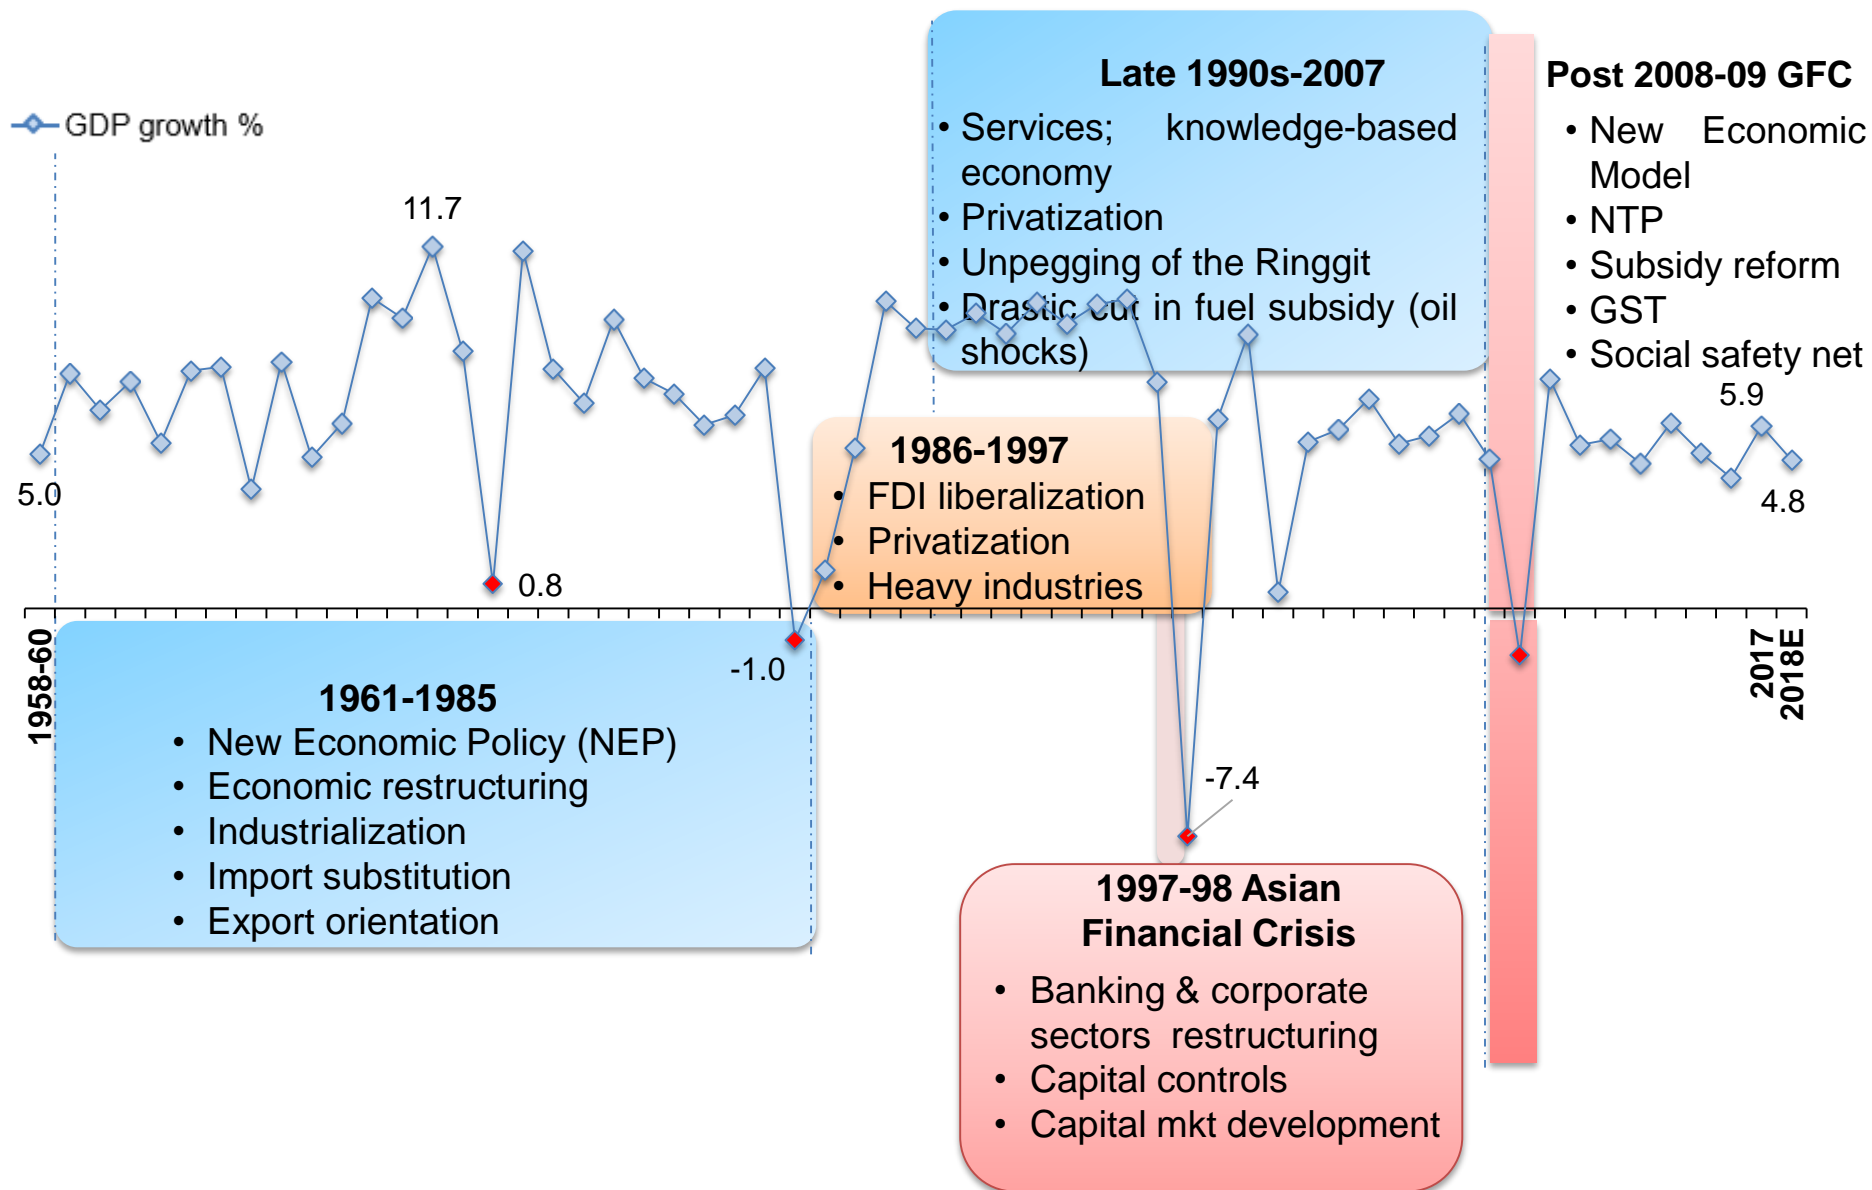 GDP growth %
Late 1990s-2007
• Services; knowledge-based
economy
• Privatization
• Unpegging of the Ringgit
• Drastic cut in fuel subsidy (oil
shocks)
Post 2008-09 GFC
• New Economic
Model
• NTP
• Subsidy reform
• GST
• Social safety net
11.7
5.9
5.0
4.8
0.8
1986-1997
• FDI liberalization
• Privatization
• Heavy industries
1958-60
2017
2018E
-1.0
1961-1985
• New Economic Policy (NEP)
• Economic restructuring
• Industrialization
• Import substitution
• Export orientation
-7.4
1997-98 Asian
Financial Crisis
• Banking & corporate
sectors restructuring
• Capital controls
• Capital mkt development